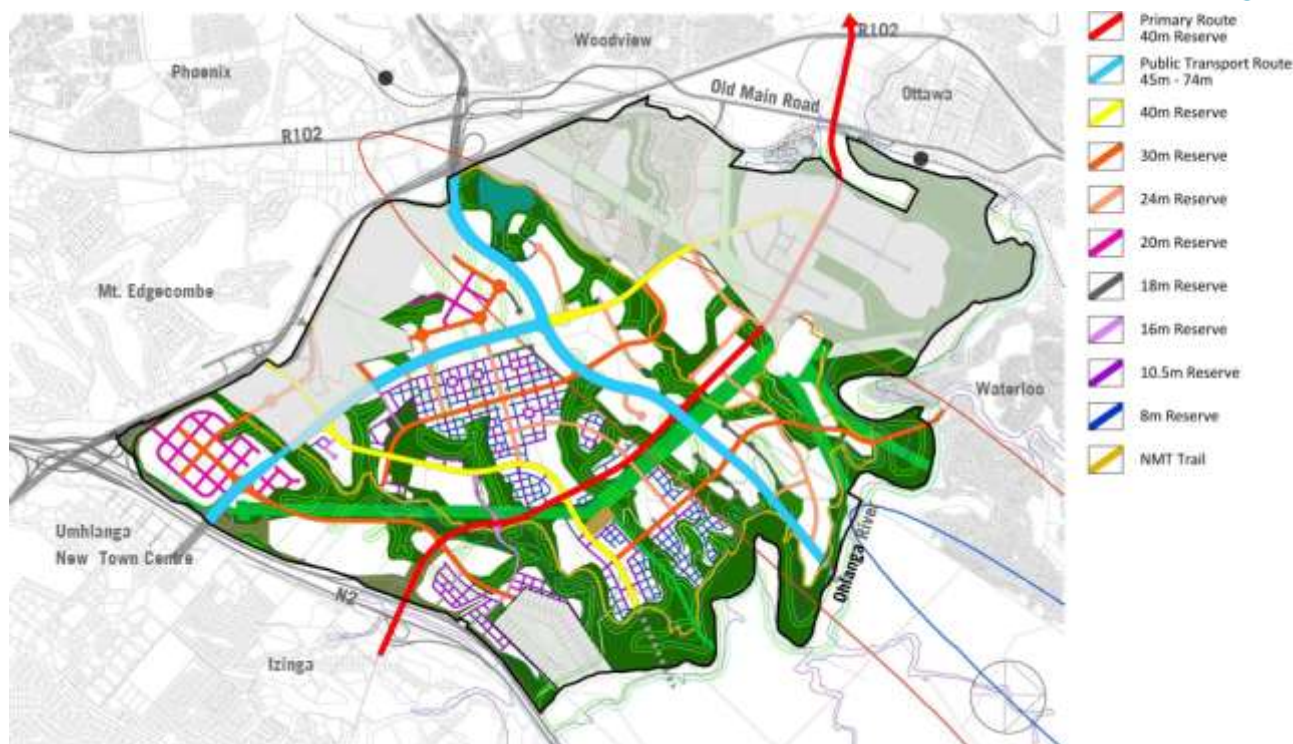 R102
Woodview
Phoenix
Old Main Road
Ottawa
R102
Mt. Edgecombe
Waterloo
Umhlanga
New Town Centre
N2
Ohlanga River
Izinga
Primary Route
40m Reserve
Public Transport Route
45m - 74m
40m Reserve
30m Reserve
24m Reserve
20m Reserve
18m Reserve
16m Reserve
10.5m Reserve
8m Reserve
NMT Trail